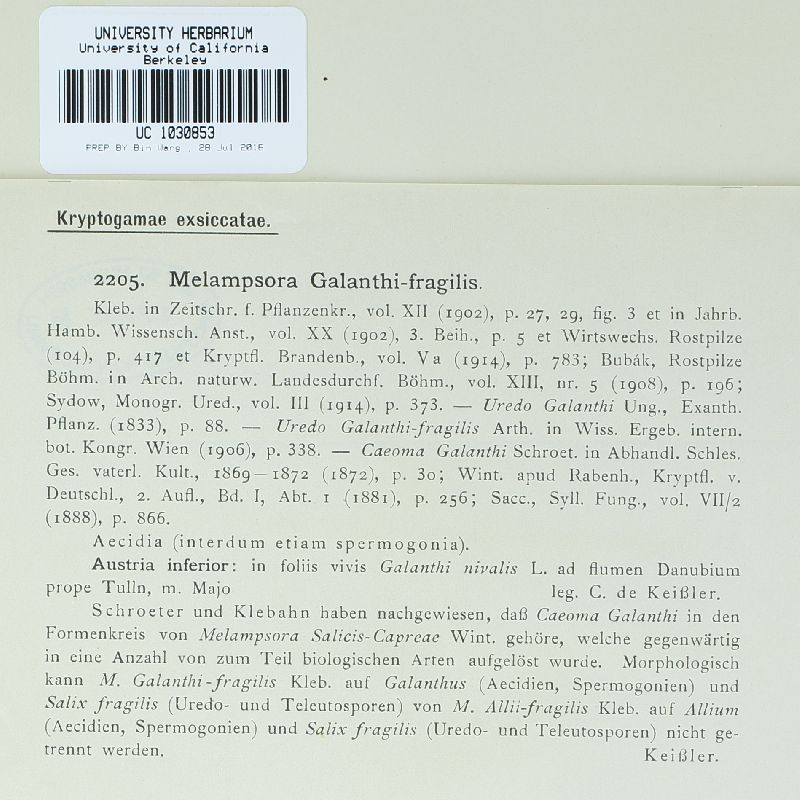 UNIVERSITY HERBARIUM
University of California
Berkeley
UC 1030853
PREP BY Bin Wang , 28 Jul 2016
Kryptogamae exsiccatae.
2205. Melampsora Galanthi-fragilis.
Kleb. in Zeitschr. f. Pflanzenkr., vol. XII (1902), p. 27, 29, fig. 3 et in Jahrb.
Hamb. Wissensch. Anst., vol. XX (1902), 3. Beih., p. 5 et Wirtswechs. Rostpilze
(104), p. 417 et Kryptfl. Brandenb., vol. Va (1914), p. 783; Bubák, Rostpilze
Böhm. in Arch. naturw. Landesdurchf. Böhm., vol. XIII, nr. 5 (1908), p. 196;
Sydow, Monogr. Ured., vol. III (1914), p. 373. — Uredo Galanthi Ung., Exanth.
Pflanz. (1833), p. 88. — Uredo Galanthi-fragilis Arth. in Wiss. Ergeb. intern.
bot. Kongr. Wien (1906), p. 338. — Caeoma Galanthi Schroet. in Abhandl. Schles.
Ges. vaterl. Kult., 1869—1872 (1872), p. 30; Wint. apud Rabenh., Kryptfl. v.
Deutschl., 2. Aufl., Bd. I, Abt. 1 (1881), p. 256; Sacc., Syll. Fung., vol. VII/2
(1888), p. 866.
Aecidia (interdum etiam spermogonia).
Austria inferior: in foliis vivis Galanthi nivalis L. ad flumen Danubium
prope Tulln, m. Majo leg. C. de Keißler.
Schroeter und Klebahn haben nachgewiesen, daß Caeoma Galanthi in den
Formenkreis von Melampsora Salicis-Capreae Wint. gehöre, welche gegenwärtig
in eine Anzahl von zum Teil biologischen Arten aufgelöst wurde. Morphologisch
kann M. Galanthi-fragilis Kleb. auf Galanthus (Aecidien, Spermogonien) und
Salix fragilis (Uredo- und Teleutosporen) von M. Allii-fragilis Kleb. auf Allium
(Aecidien, Spermogonien) und Salix fragilis (Uredo- und Teleutosporen) nicht ge-
trennt werden. Keißler.